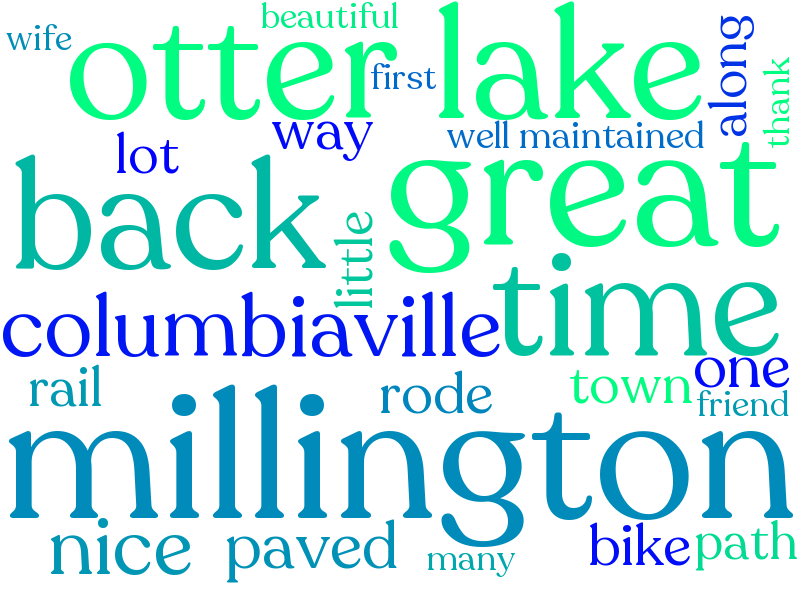 beautiful
wife
otter lake
first
along
thank
way
well maintained
lot
great
back
little
time
columbiaville
one
rail
rode
town
friend
millington
nice
paved
many
bike
path